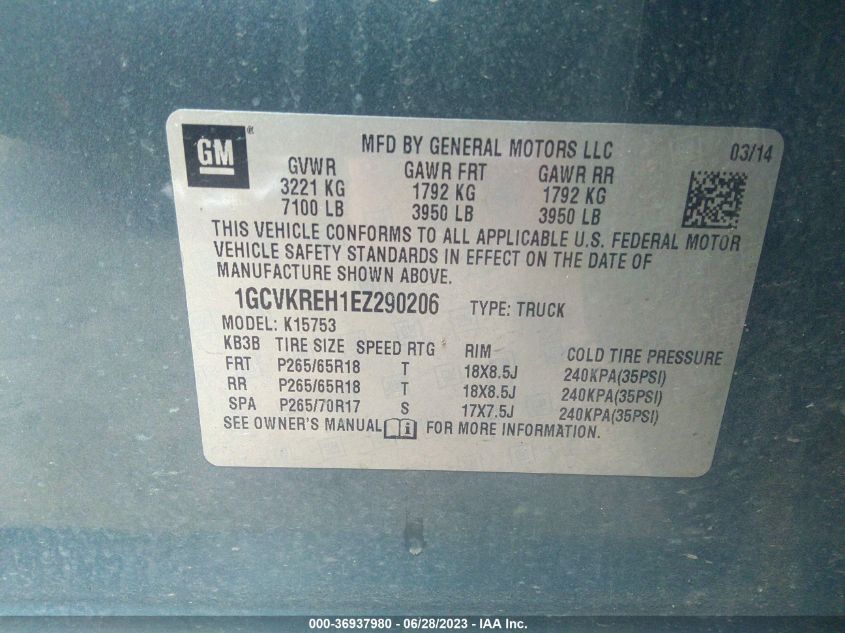 GM® MFD BY GENERAL MOTORS LLC 03/14
GVWR GAWR FRT GAWR RR
3221 KG 1792 KG 1792 KG
7100 LB 3950 LB 3950 LB
THIS VEHICLE CONFORMS TO ALL APPLICABLE U.S. FEDERAL MOTOR
VEHICLE SAFETY STANDARDS IN EFFECT ON THE DATE OF
MANUFACTURE SHOWN ABOVE.
1GCVKREH1EZ290206 TYPE: TRUCK
MODEL: K15753
KB3B TIRE SIZE SPEED RTG RIM COLD TIRE PRESSURE
FRT P265/65R18 T 18X8.5J 240KPA(35PSI)
RR P265/65R18 T 18X8.5J 240KPA(35PSI)
SPA P265/70R17 S 17X7.5J 240KPA(35PSI)
SEE OWNER'S MANUAL i FOR MORE INFORMATION.
000-36937980 / 06/28/2023 - IAA Inc.